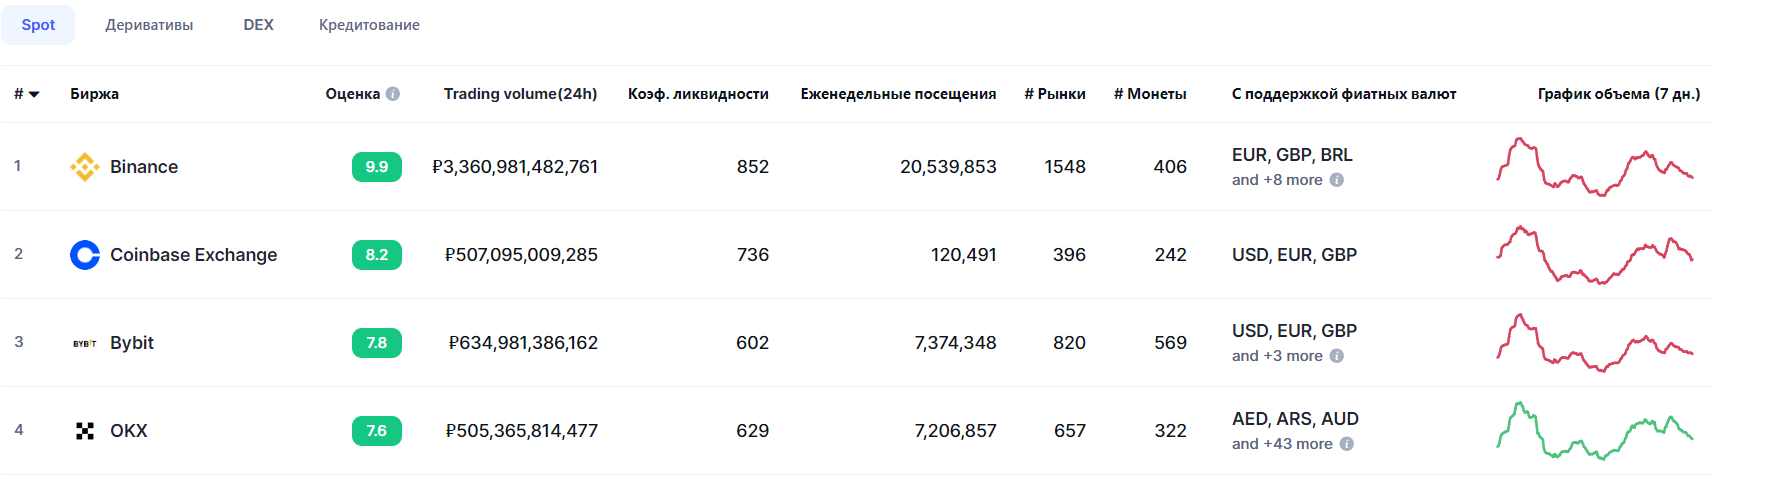 Spot Деривативы DEX Кредитование
# Биржа Оценка Trading volume(24h) Коэф. ликвидности Еженедельные посещения # Рынки # Монеты С поддержкой фиатных валют График объема (7 дн.)
1 Binance 9.9 ₽3,360,981,482,761 852 20,539,853 1548 406 EUR, GBP, BRL
and +8 more
2 Coinbase Exchange 8.2 ₽507,095,009,285 736 120,491 396 242 USD, EUR, GBP
3 BYBIT Bybit 7.8 ₽634,981,386,162 602 7,374,348 820 569 USD, EUR, GBP
and +3 more
4 OKX 7.6 ₽505,365,814,477 629 7,206,857 657 322 AED, ARS, AUD
and +43 more